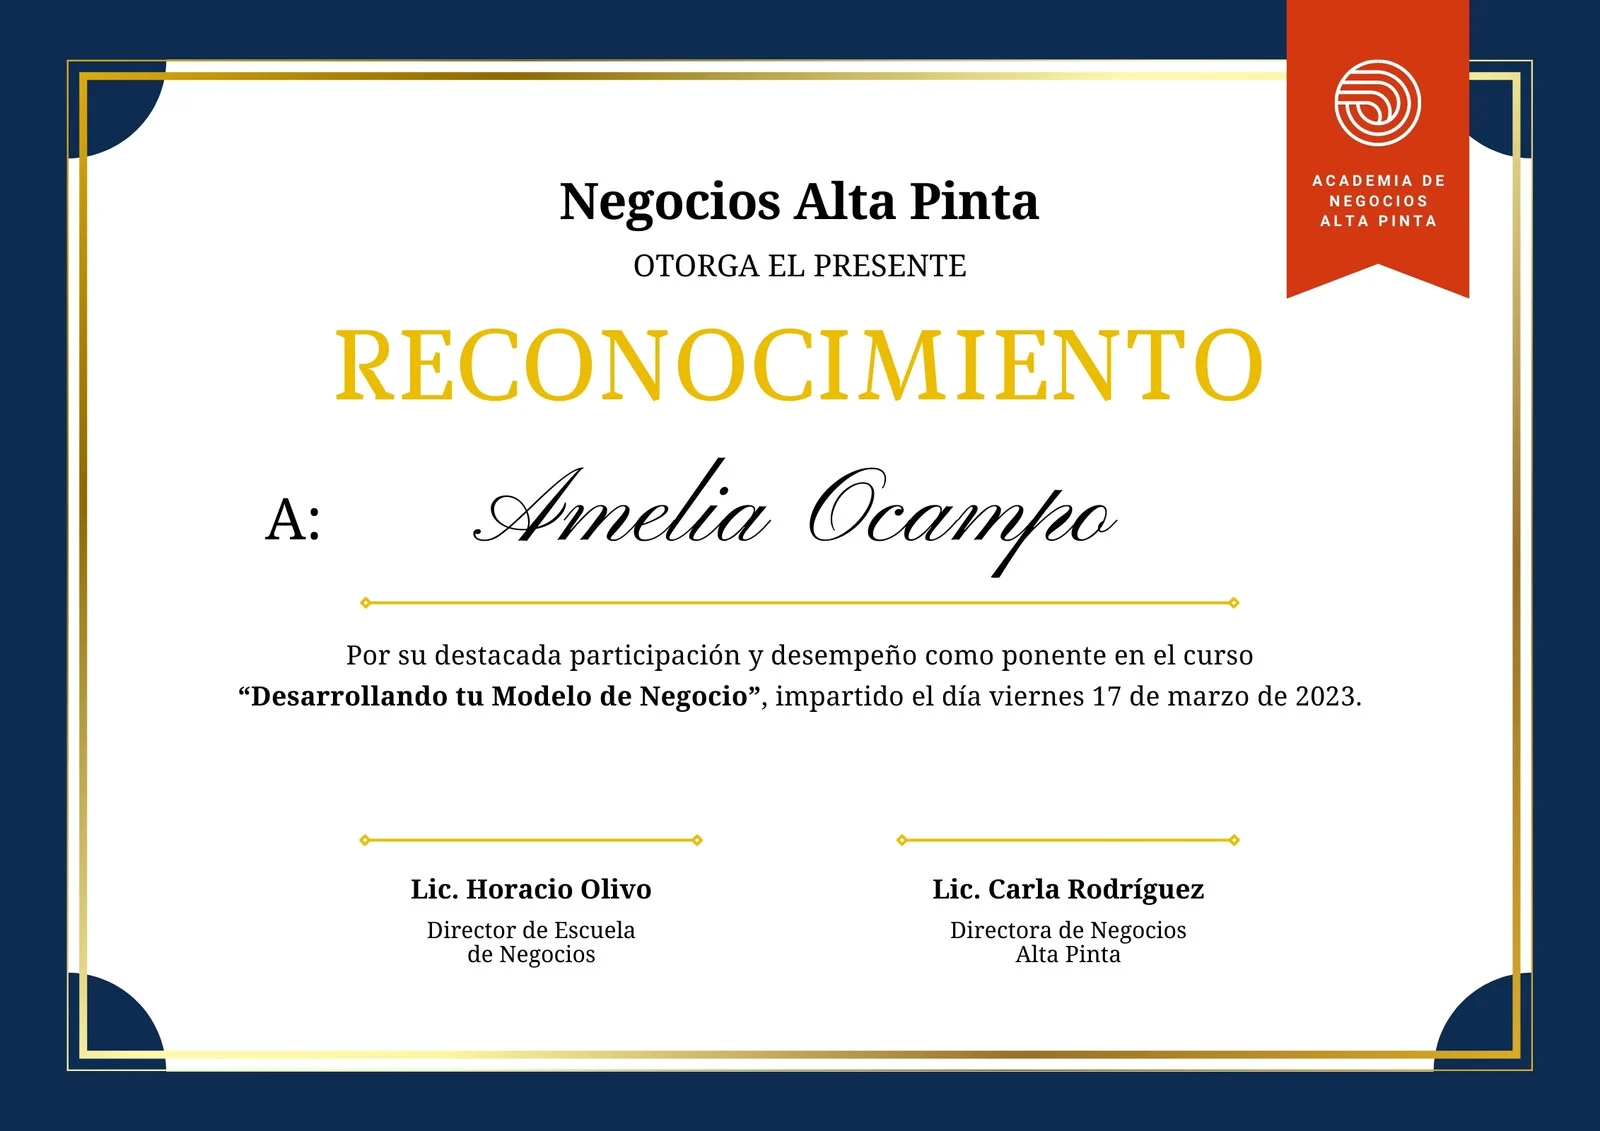 ACADEMIA DE
NEGOCIOS
ALTA PINTA
Negocios Alta Pinta
OTORGA EL PRESENTE
RECONOCIMIENTO
A: Amelia Ocampo
Por su destacada participación y desempeño como ponente en el curso
“Desarrollando tu Modelo de Negocio”, impartido el día viernes 17 de marzo de 2023.
Lic. Horacio Olivo
Director de Escuela
de Negocios
Lic. Carla Rodríguez
Directora de Negocios
Alta Pinta